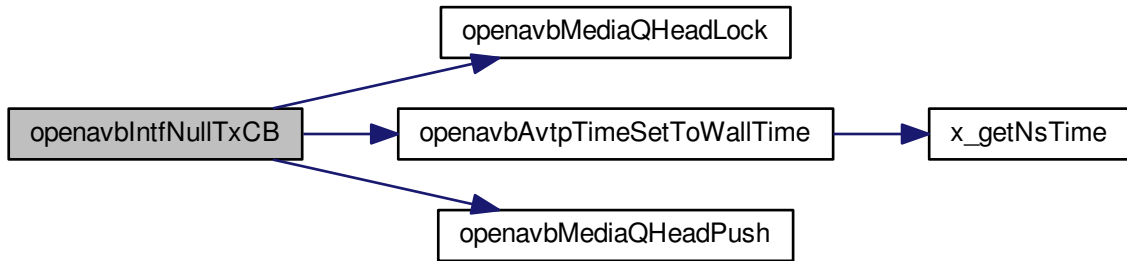 openavbMediaQHeadLock
openavbIntfNullTxCB
openavbAvtpTimeSetToWallTime
x_getNsTime
openavbMediaQHeadPush